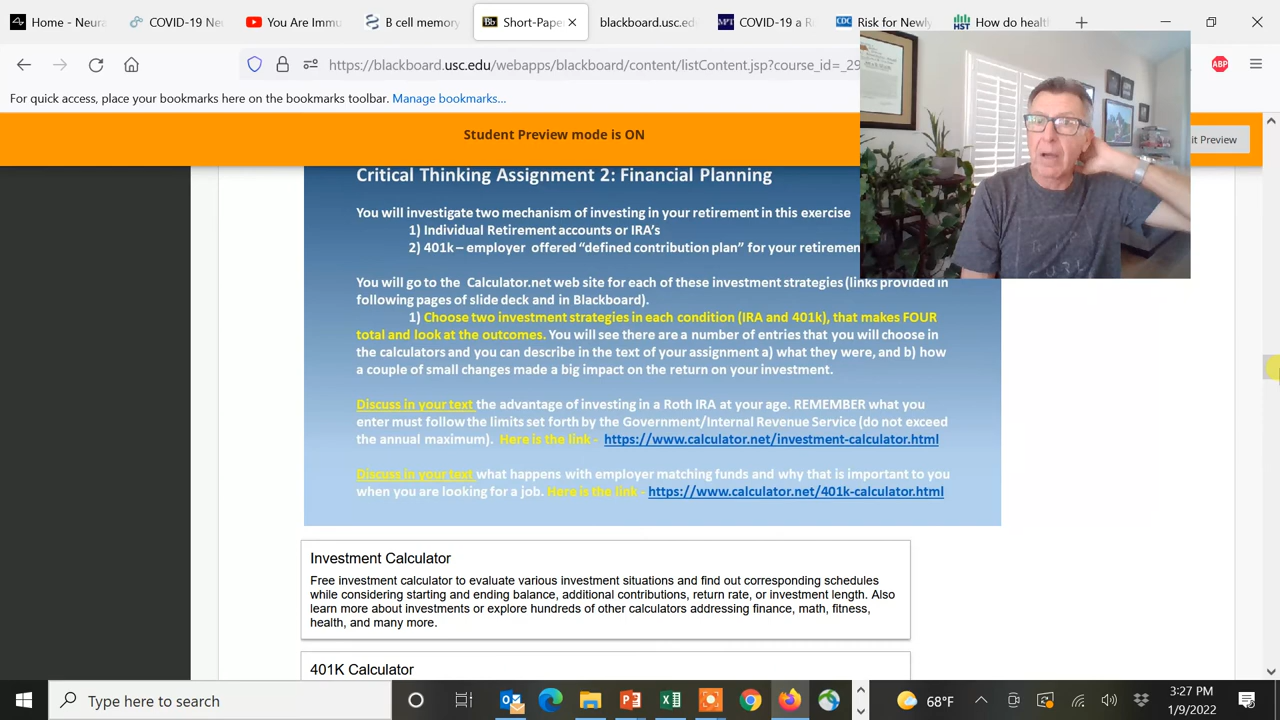 Home - Neura
COVID-19 Ne
You Are Immu
B cell memory
Short-Pape
blackboard.usc.ed
COVID-19 a R
Risk for Newly
How do healt
https://blackboard.usc.edu/webapps/blackboard/content/listContent.jsp?course_id=_29
ABP
For quick access, place your bookmarks here on the bookmarks toolbar. Manage bookmarks...
Student Preview mode is ON
it Preview
Critical Thinking Assignment 2: Financial Planning
You will investigate two mechanism of investing in your retirement in this exercise
1) Individual Retirement accounts or IRA's
2) 401k – employer offered "defined contribution plan" for your retiremen
You will go to the Calculator.net web site for each of these investment strategies (links provided in
following pages of slide deck and in Blackboard).
1) Choose two investment strategies in each condition (IRA and 401k), that makes FOUR
total and look at the outcomes. You will see there are a number of entries that you will choose in
the calculators and you can describe in the text of your assignment a) what they were, and b) how
a couple of small changes made a big impact on the return on your investment.
Discuss in your text the advantage of investing in a Roth IRA at your age. REMEMBER what you
enter must follow the limits set forth by the Government/Internal Revenue Service (do not exceed
the annual maximum). Here is the link - https://www.calculator.net/investment-calculator.html
Discuss in your text what happens with employer matching funds and why that is important to you
when you are looking for a job. Here is the link - https://www.calculator.net/401k-calculator.html
Investment Calculator
Free investment calculator to evaluate various investment situations and find out corresponding schedules
while considering starting and ending balance, additional contributions, return rate, or investment length. Also
learn more about investments or explore hundreds of other calculators addressing finance, math, fitness,
health, and many more.
401K Calculator
Type here to search
68°F
3:27 PM
1/9/2022